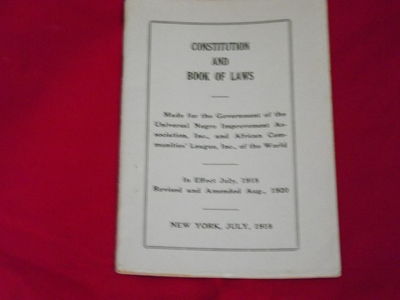 CONSTITUTION
AND
BOOK OF LAWS
Made for the Government of the
Universal Negro Improvement As-
sociation, Inc., and African Com-
munities' League, Inc., of the World
In Effect July, 1918
Revised and Amended Aug., 1920
NEW YORK, JULY, 1918